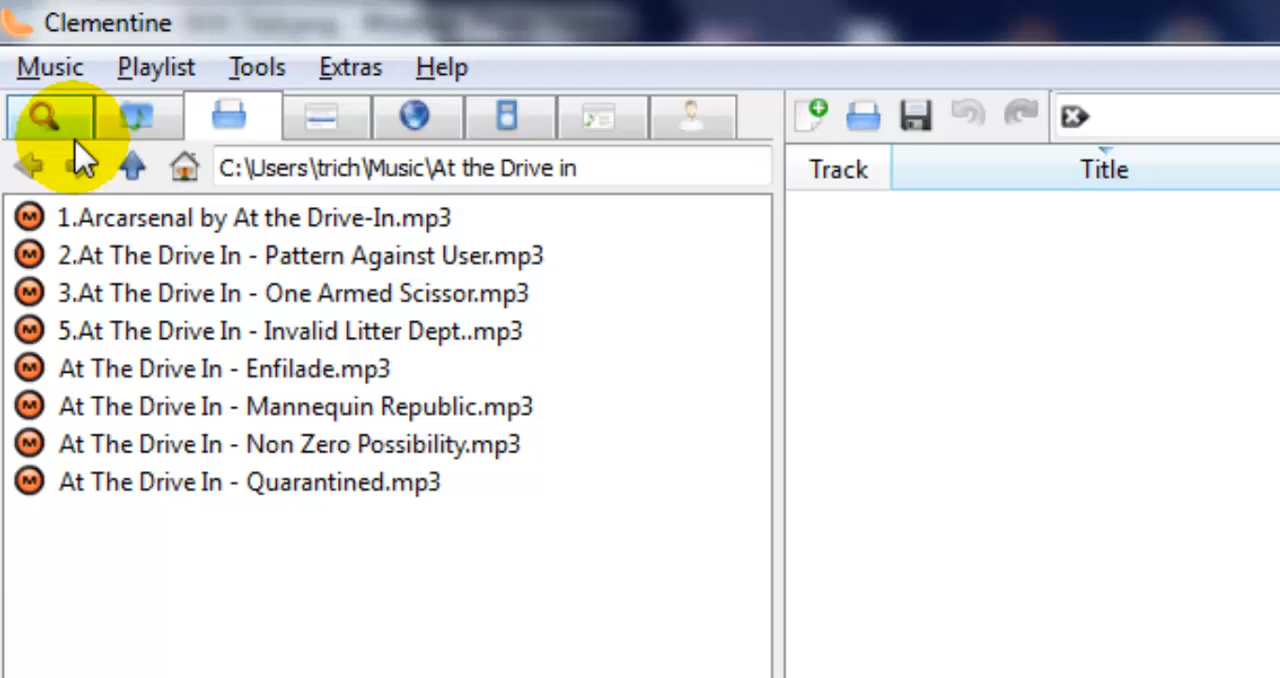 Clementine
Music Playlist Tools Extras Help
C:\Users\trich\Music\At the Drive in
Track Title
1.Arcarsenal by At the Drive-In.mp3
2.At The Drive In - Pattern Against User.mp3
3.At The Drive In - One Armed Scissor.mp3
5.At The Drive In - Invalid Litter Dept..mp3
At The Drive In - Enfilade.mp3
At The Drive In - Mannequin Republic.mp3
At The Drive In - Non Zero Possibility.mp3
At The Drive In - Quarantined.mp3